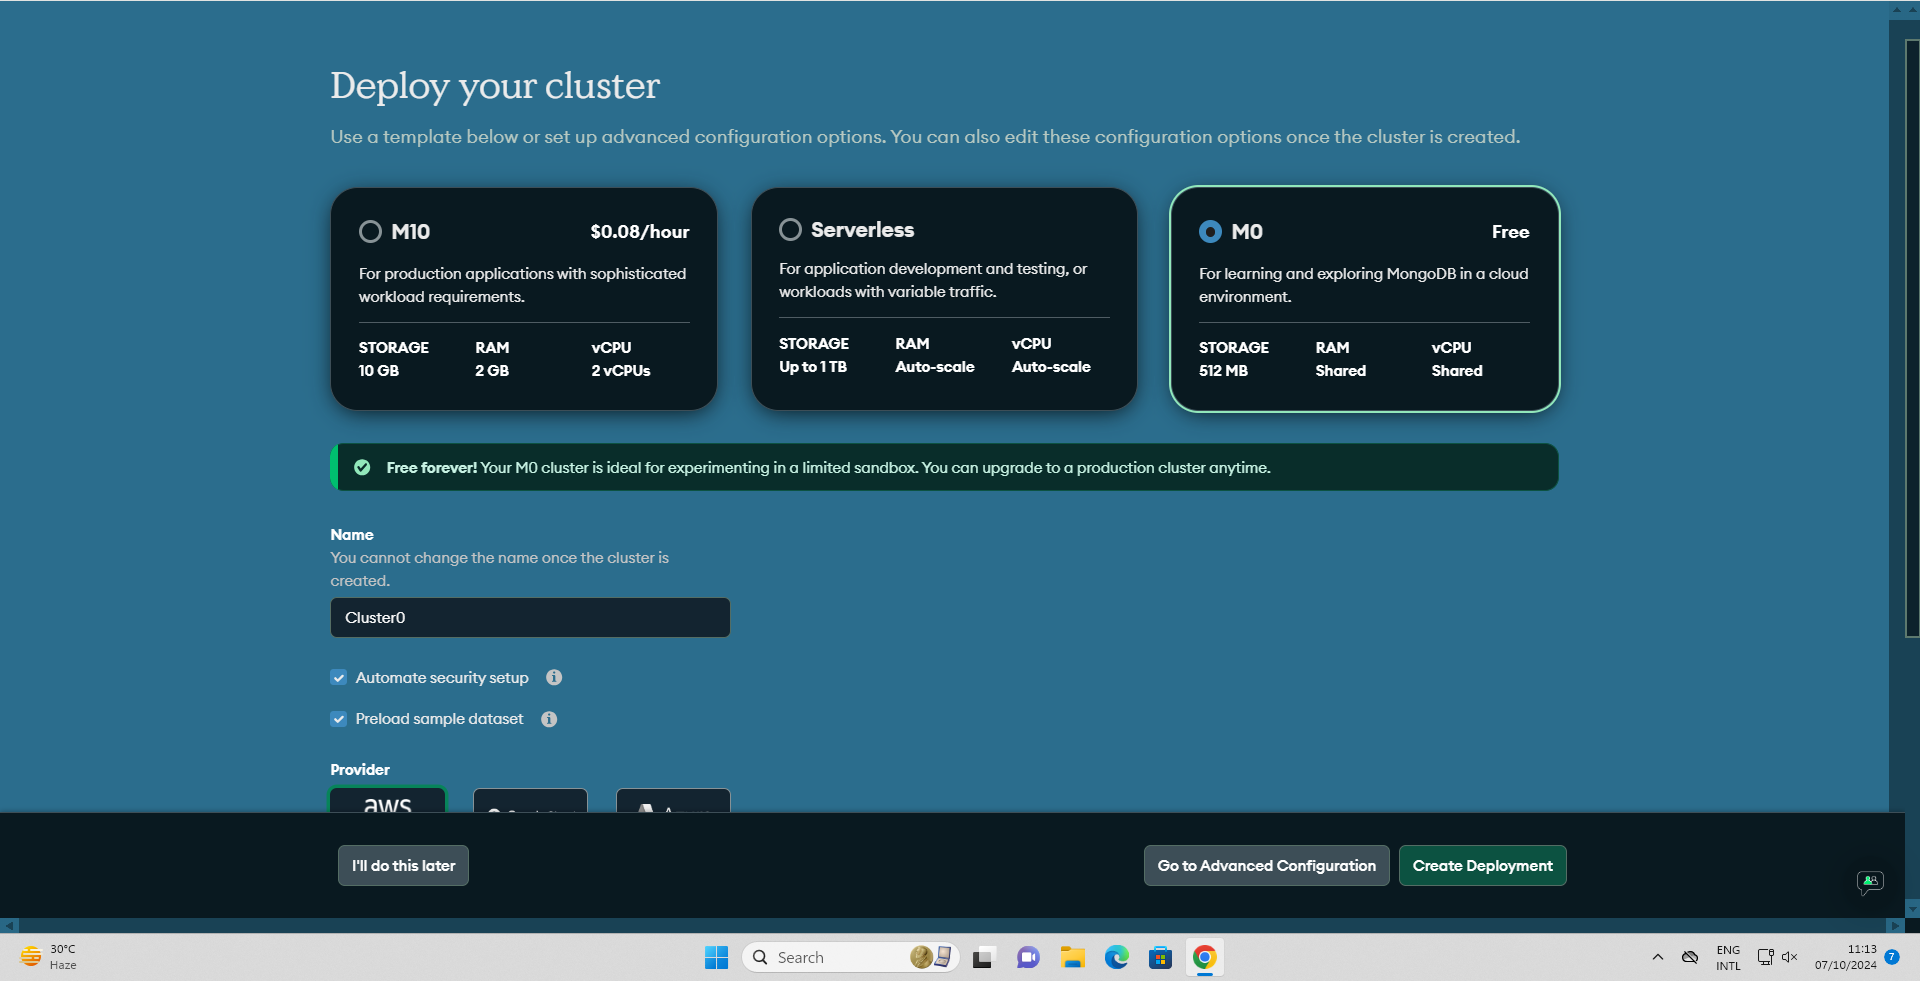 Deploy your cluster
Use a template below or set up advanced configuration options. You can also edit these configuration options once the cluster is created.
M10 $0.08/hour
For production applications with sophisticated
workload requirements.
STORAGE RAM vCPU
10 GB 2 GB 2 vCPUs
Serverless
For application development and testing, or
workloads with variable traffic.
STORAGE RAM vCPU
Up to 1 TB Auto-scale Auto-scale
M0 Free
For learning and exploring MongoDB in a cloud
environment.
STORAGE RAM vCPU
512 MB Shared Shared
Free forever! Your M0 cluster is ideal for experimenting in a limited sandbox. You can upgrade to a production cluster anytime.
Name
You cannot change the name once the cluster is
created.
Cluster0
Automate security setup
Preload sample dataset
Provider
aws
I'll do this later
Go to Advanced Configuration
Create Deployment
30°C
Haze
Search
ENG
INTL
11:13
07/10/2024
7